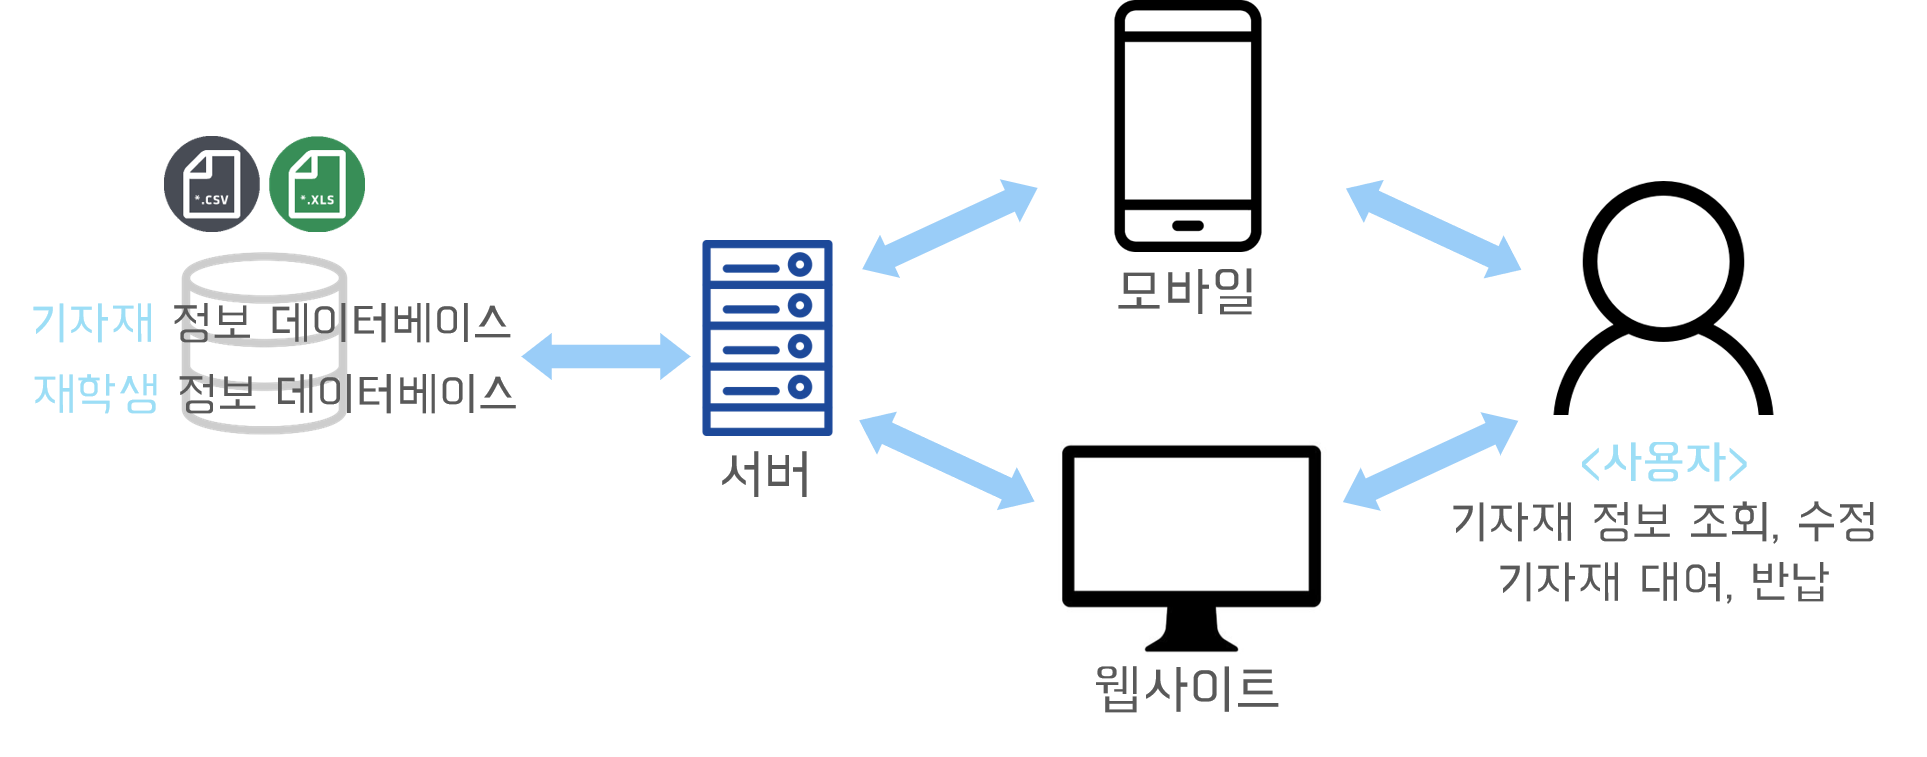 *.CSV
*.XLS
기자재 정보 데이터베이스
재학생 정보 데이터베이스
서버
모바일
웹사이트
<사용자>
기자재 정보 조회, 수정
기자재 대여, 반납